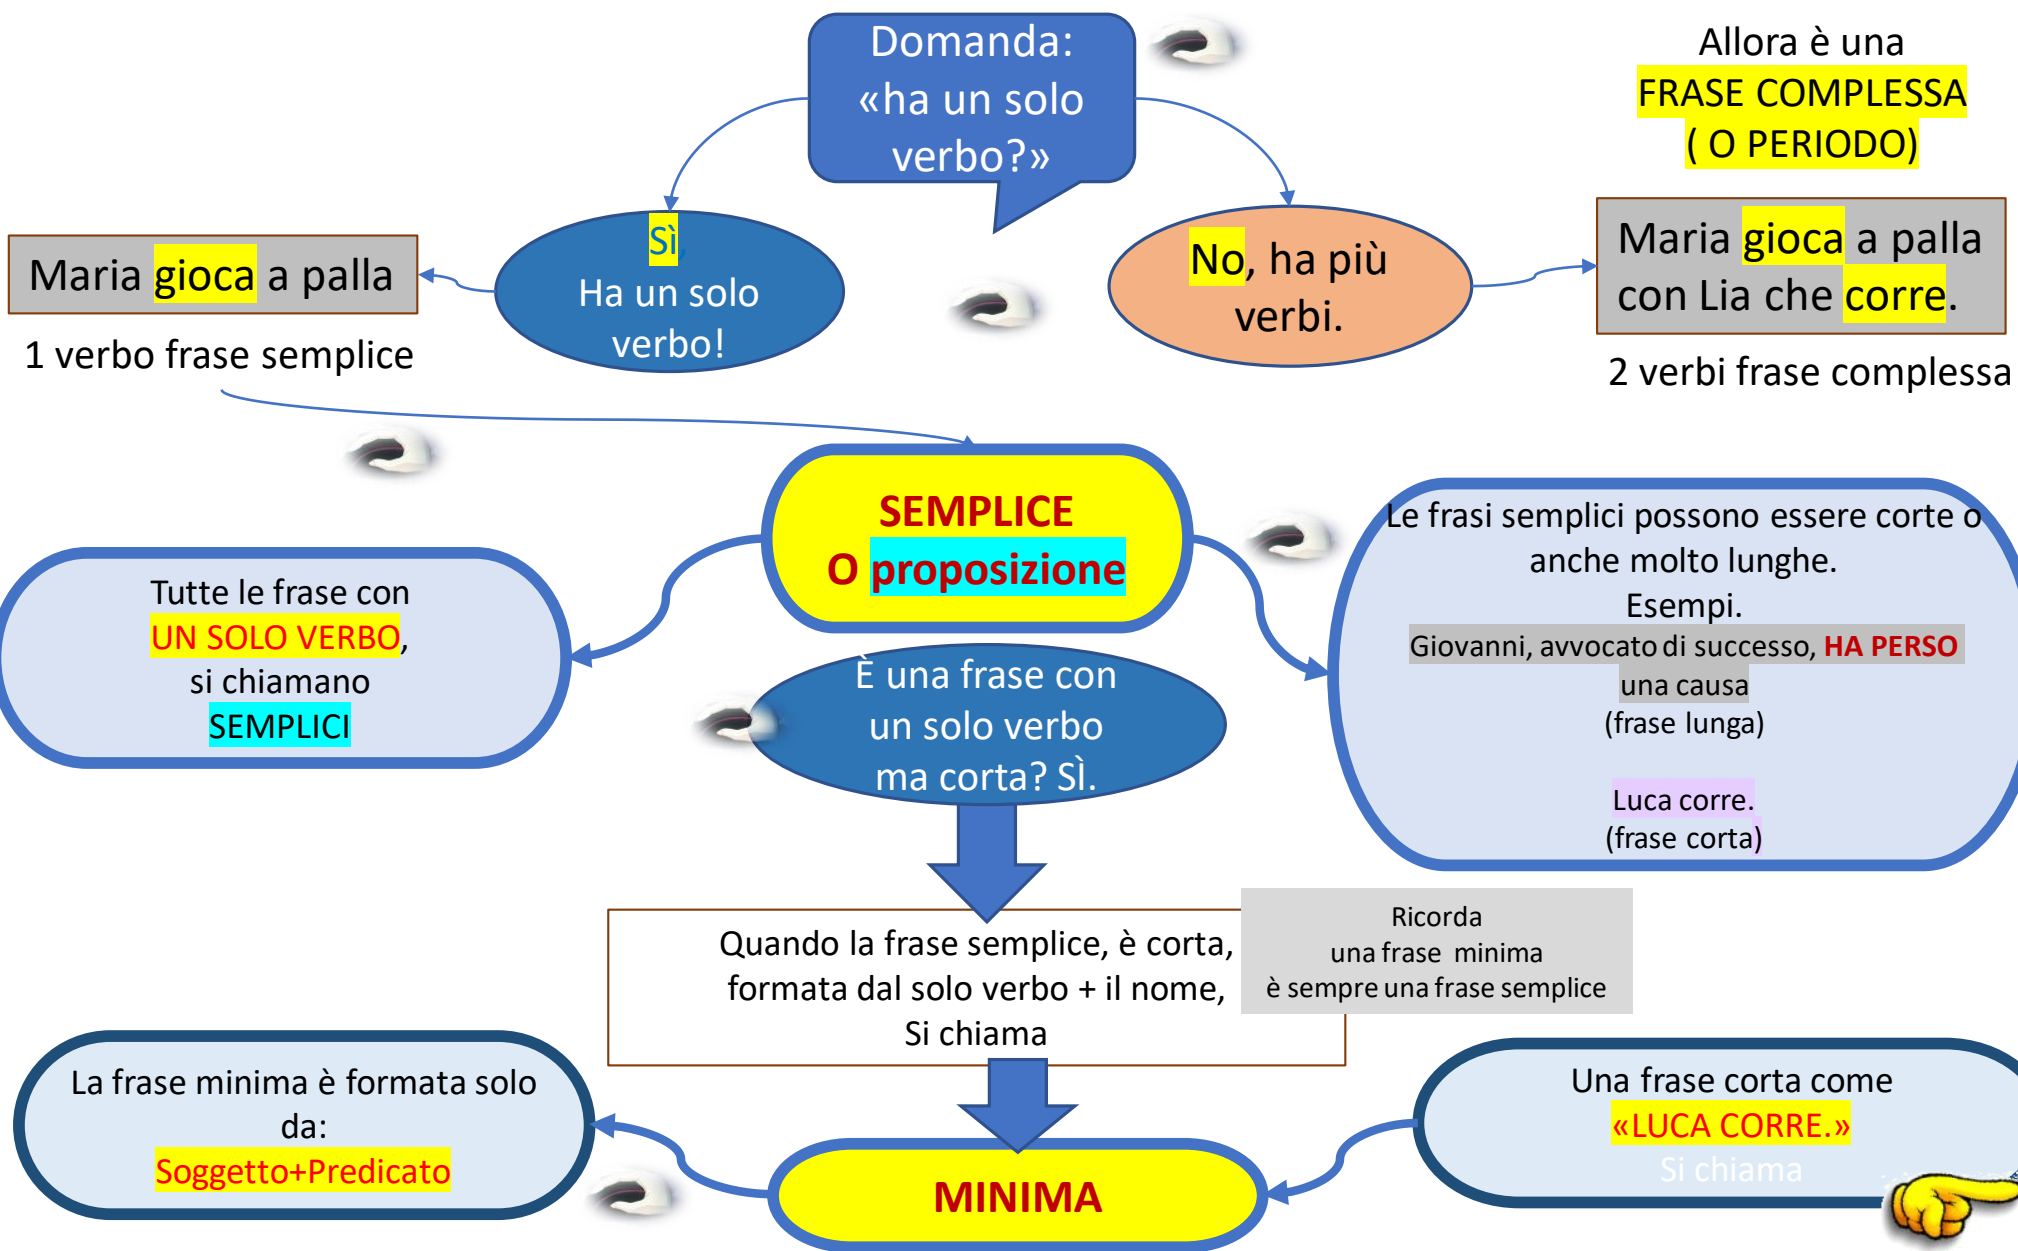 Domanda:
«ha un solo
verbo?»
Allora è una
FRASE COMPLESSA
( O PERIODO)
Sì,
Ha un solo
verbo!
No, ha più
verbi.
Maria gioca a palla
1 verbo frase semplice
Maria gioca a palla
con Lia che corre.
2 verbi frase complessa
SEMPLICE
O proposizione
Tutte le frase con
UN SOLO VERBO,
si chiamano
SEMPLICI
Le frasi semplici possono essere corte o
anche molto lunghe.
Esempi.
Giovanni, avvocato di successo, HA PERSO
una causa
(frase lunga)
Luca corre.
(frase corta)
È una frase con
un solo verbo
ma corta? SÌ.
Quando la frase semplice, è corta,
formata dal solo verbo + il nome,
Si chiama
Ricorda
una frase minima
è sempre una frase semplice
La frase minima è formata solo
da:
Soggetto+Predicato
MINIMA
Una frase corta come
«LUCA CORRE.»
Si chiama